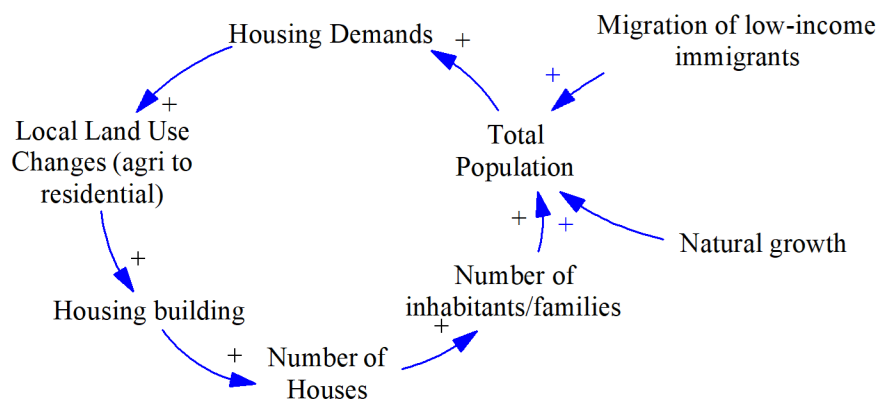 Housing Demands
+
Migration of low-income
immigrants
+
+
Local Land Use
Changes (agri to
residential)
Total
Population
+
+
+
Natural growth
Number of
inhabitants/families
Housing building
+
+
Number of
Houses